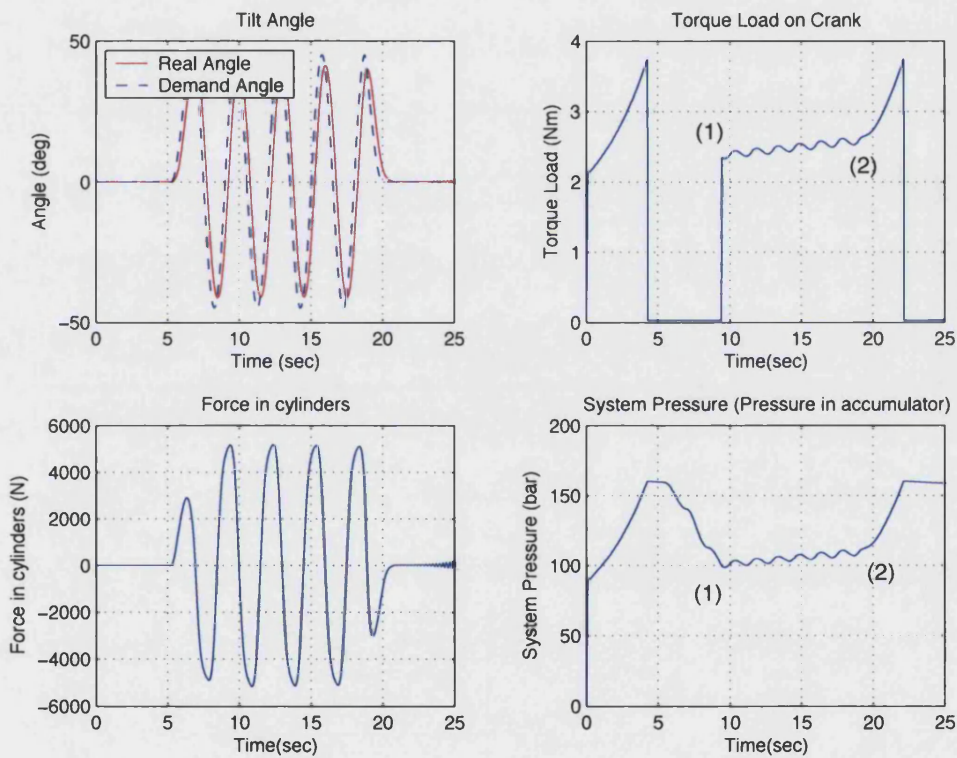 Tilt Angle
50
0
−50
Angle (deg)
Real Angle
Demand Angle
0 5 10 15 20 25
Time (sec)
Torque Load on Crank
4
3
2
1
0
Torque Load (Nm)
(1)
(2)
0 5 10 15 20 25
Time(sec)
Force in cylinders
6000
4000
2000
0
−2000
−4000
−6000
Force in cylinders (N)
0 5 10 15 20 25
Time(sec)
System Pressure (Pressure in accumulator)
200
150
100
50
0
System Pressure (bar)
(1)
(2)
0 5 10 15 20 25
Time(sec)